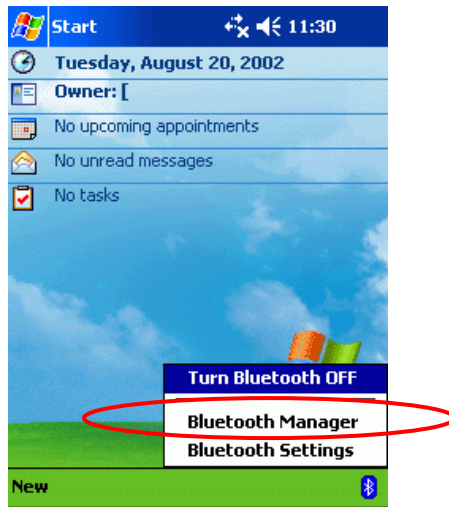 Start 11:30
Tuesday, August 20, 2002
Owner: [
No upcoming appointments
No unread messages
No tasks
Turn Bluetooth OFF
Bluetooth Manager
Bluetooth Settings
New